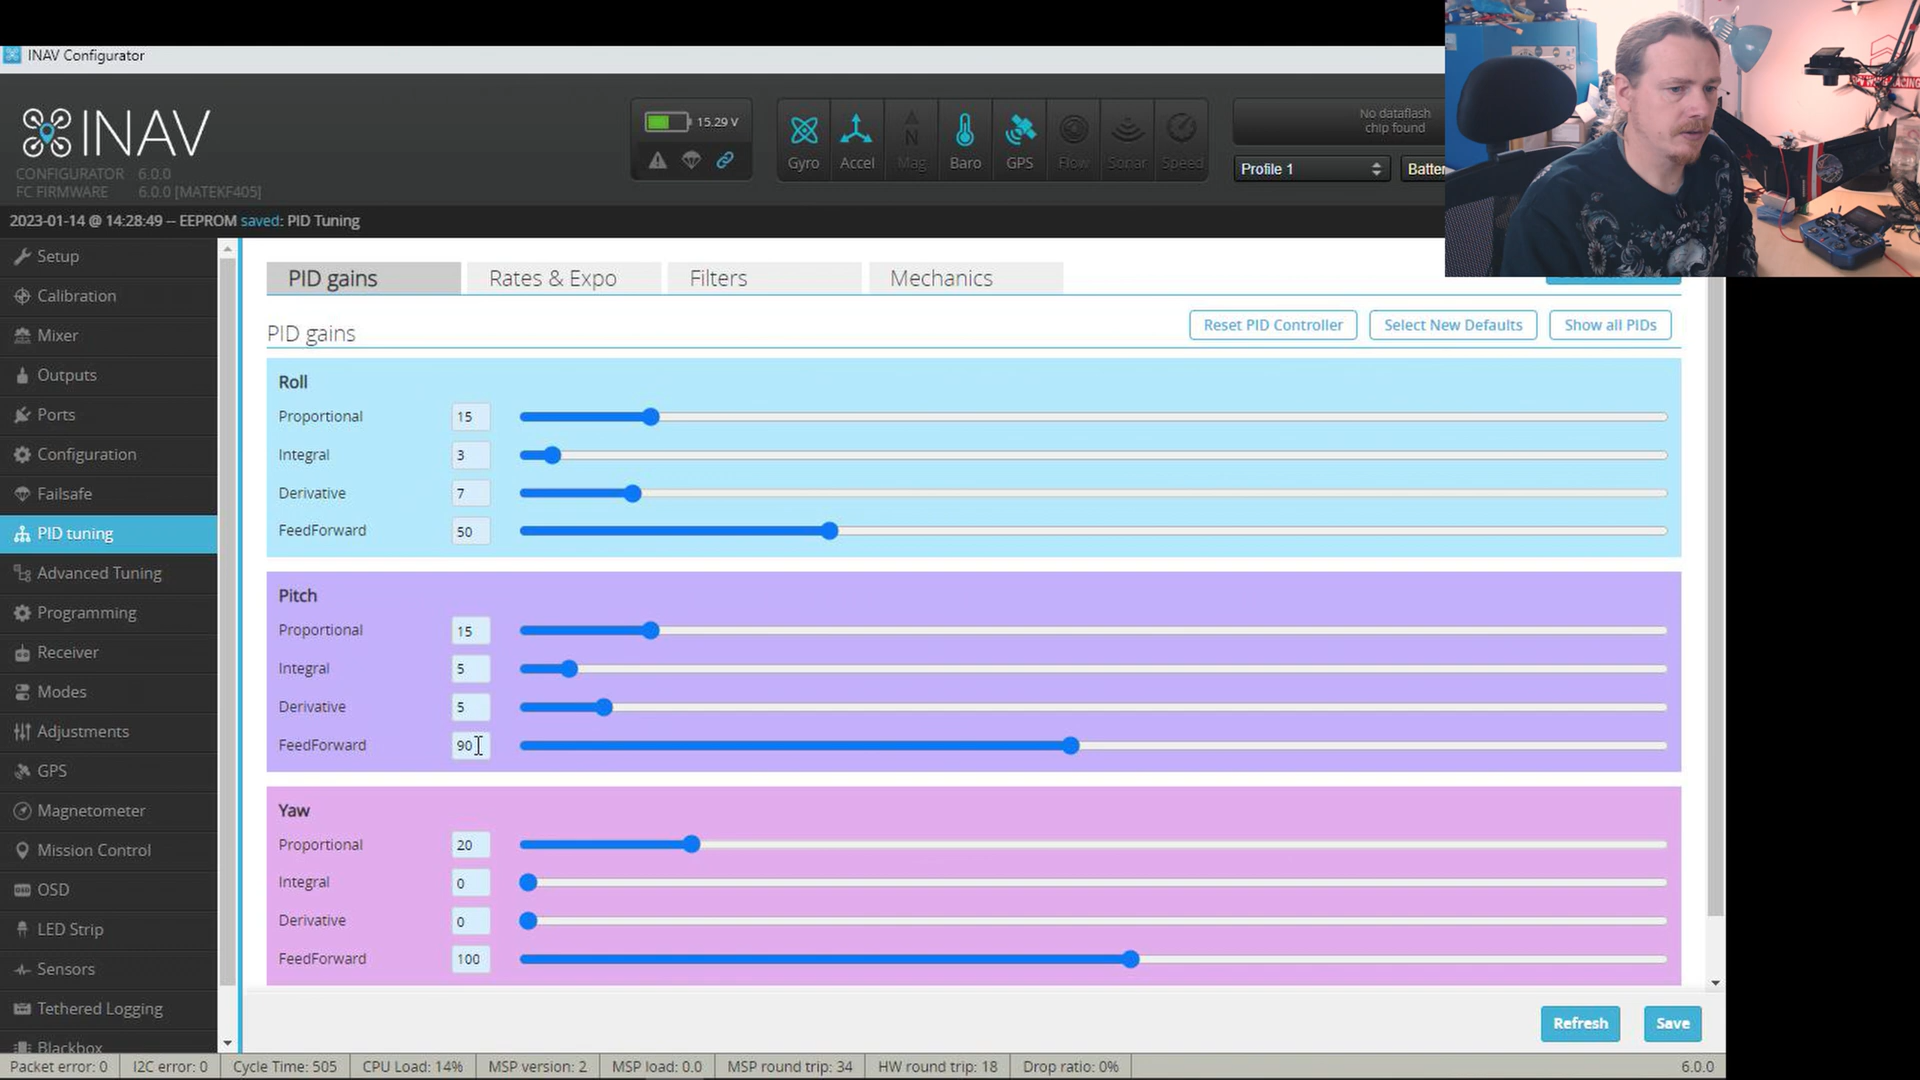 INAV Configurator
INAV
CONFIGURATOR 6.0.0
FC FIRMWARE 6.0.0 [MATEKF405]
15.29 V
Gyro Accel Mag Baro GPS Flow Sonar Speed
No dataflash
chip found
Profile 1
Batter
2023-01-14 @ 14:28:49 -- EEPROM saved: PID Tuning
Setup
Calibration
Mixer
Outputs
Ports
Configuration
Failsafe
PID tuning
Advanced Tuning
Programming
Receiver
Modes
Adjustments
GPS
Magnetometer
Mission Control
OSD
LED Strip
Sensors
Tethered Logging
Blackbox
PID gains Rates & Expo Filters Mechanics
PID gains
Reset PID Controller Select New Defaults Show all PIDs
Roll
Proportional 15
Integral 3
Derivative 7
FeedForward 50
Pitch
Proportional 15
Integral 5
Derivative 5
FeedForward 90
Yaw
Proportional 20
Integral 0
Derivative 0
FeedForward 100
Refresh Save
Packet error: 0 I2C error: 0 Cycle Time: 505 CPU Load: 14% MSP version: 2 MSP load: 0.0 MSP round trip: 34 HW round trip: 18 Drop ratio: 0% 6.0.0